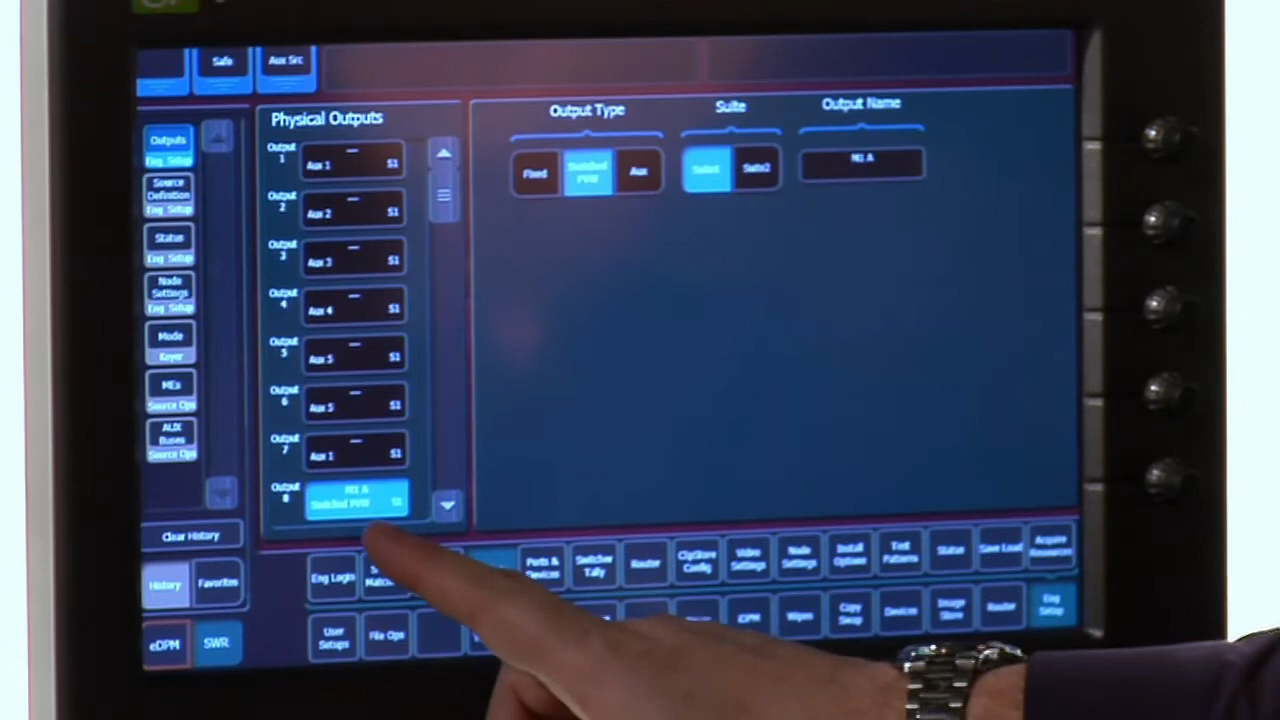 Safe
Aux Src
Outputs
Eng Setup
Source
Definition
Eng Setup
Status
Eng Setup
Node
Settings
Eng Setup
Mode
Keyer
MEs
Source Ops
AUX
Buses
Source Ops
Clear History
History
Favorites
eDPM
SWR
Physical Outputs
Output
1
Aux 1 S1
Output
2
Aux 2 S1
Output
3
Aux 3 S1
Output
4
Aux 4 S1
Output
5
Aux 5 S1
Output
6
Aux 5 S1
Output
7
Aux 1 S1
Output
8
M1 A
Switched PVW S1
Output Type
Suite
Output Name
Fixed
Switched
PVW
Aux
Suite1
Suite2
M1 A
Eng Login
Ports &
Devices
Switcher
Tally
Router
ClipStore
Config
Video
Settings
Node
Settings
Install
Options
Test
Patterns
Status
Save Load
Acquire
Resources
User
Setups
File Ops
iDPM
Wipes
Copy
Swap
Devices
Image
Store
Router
Eng
Setup